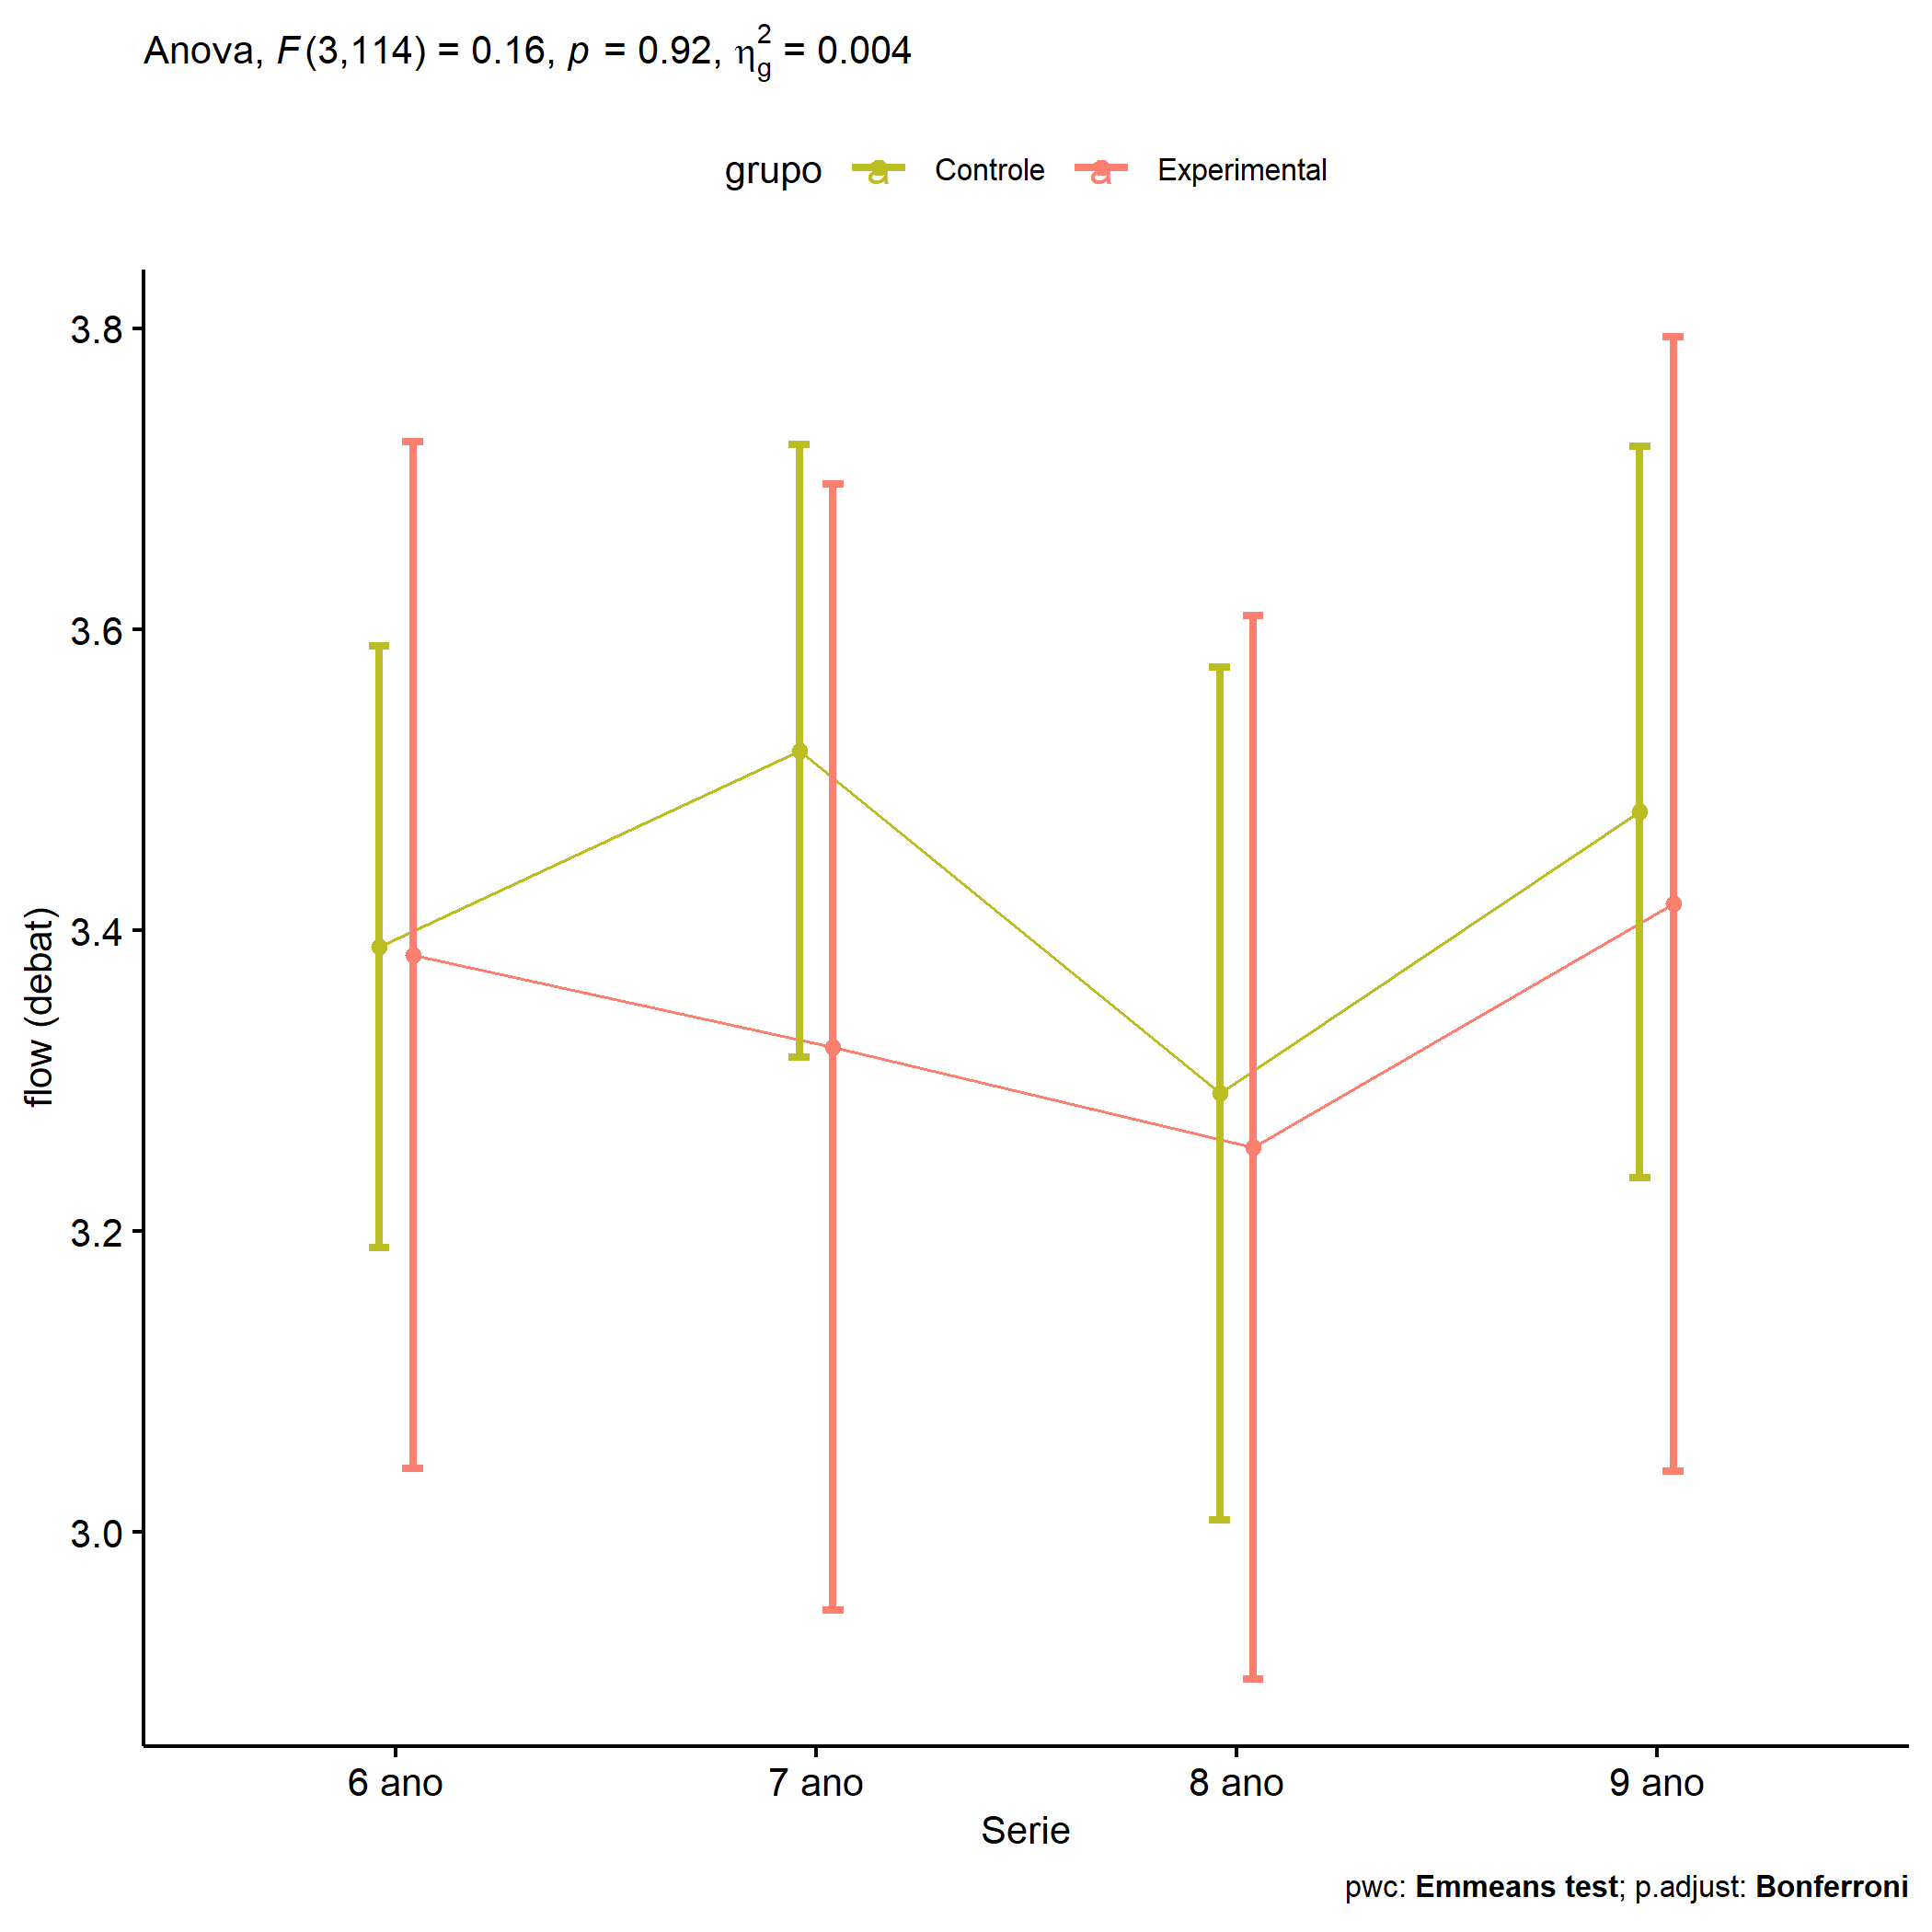 Anova, F(3,114) = 0.16, p = 0.92, η²g = 0.004
grupo a Controle a Experimental
3.8
3.6
3.4
3.2
3.0
flow (debat)
6 ano 7 ano 8 ano 9 ano
Serie
pwc: Emmeans test; p.adjust: Bonferroni